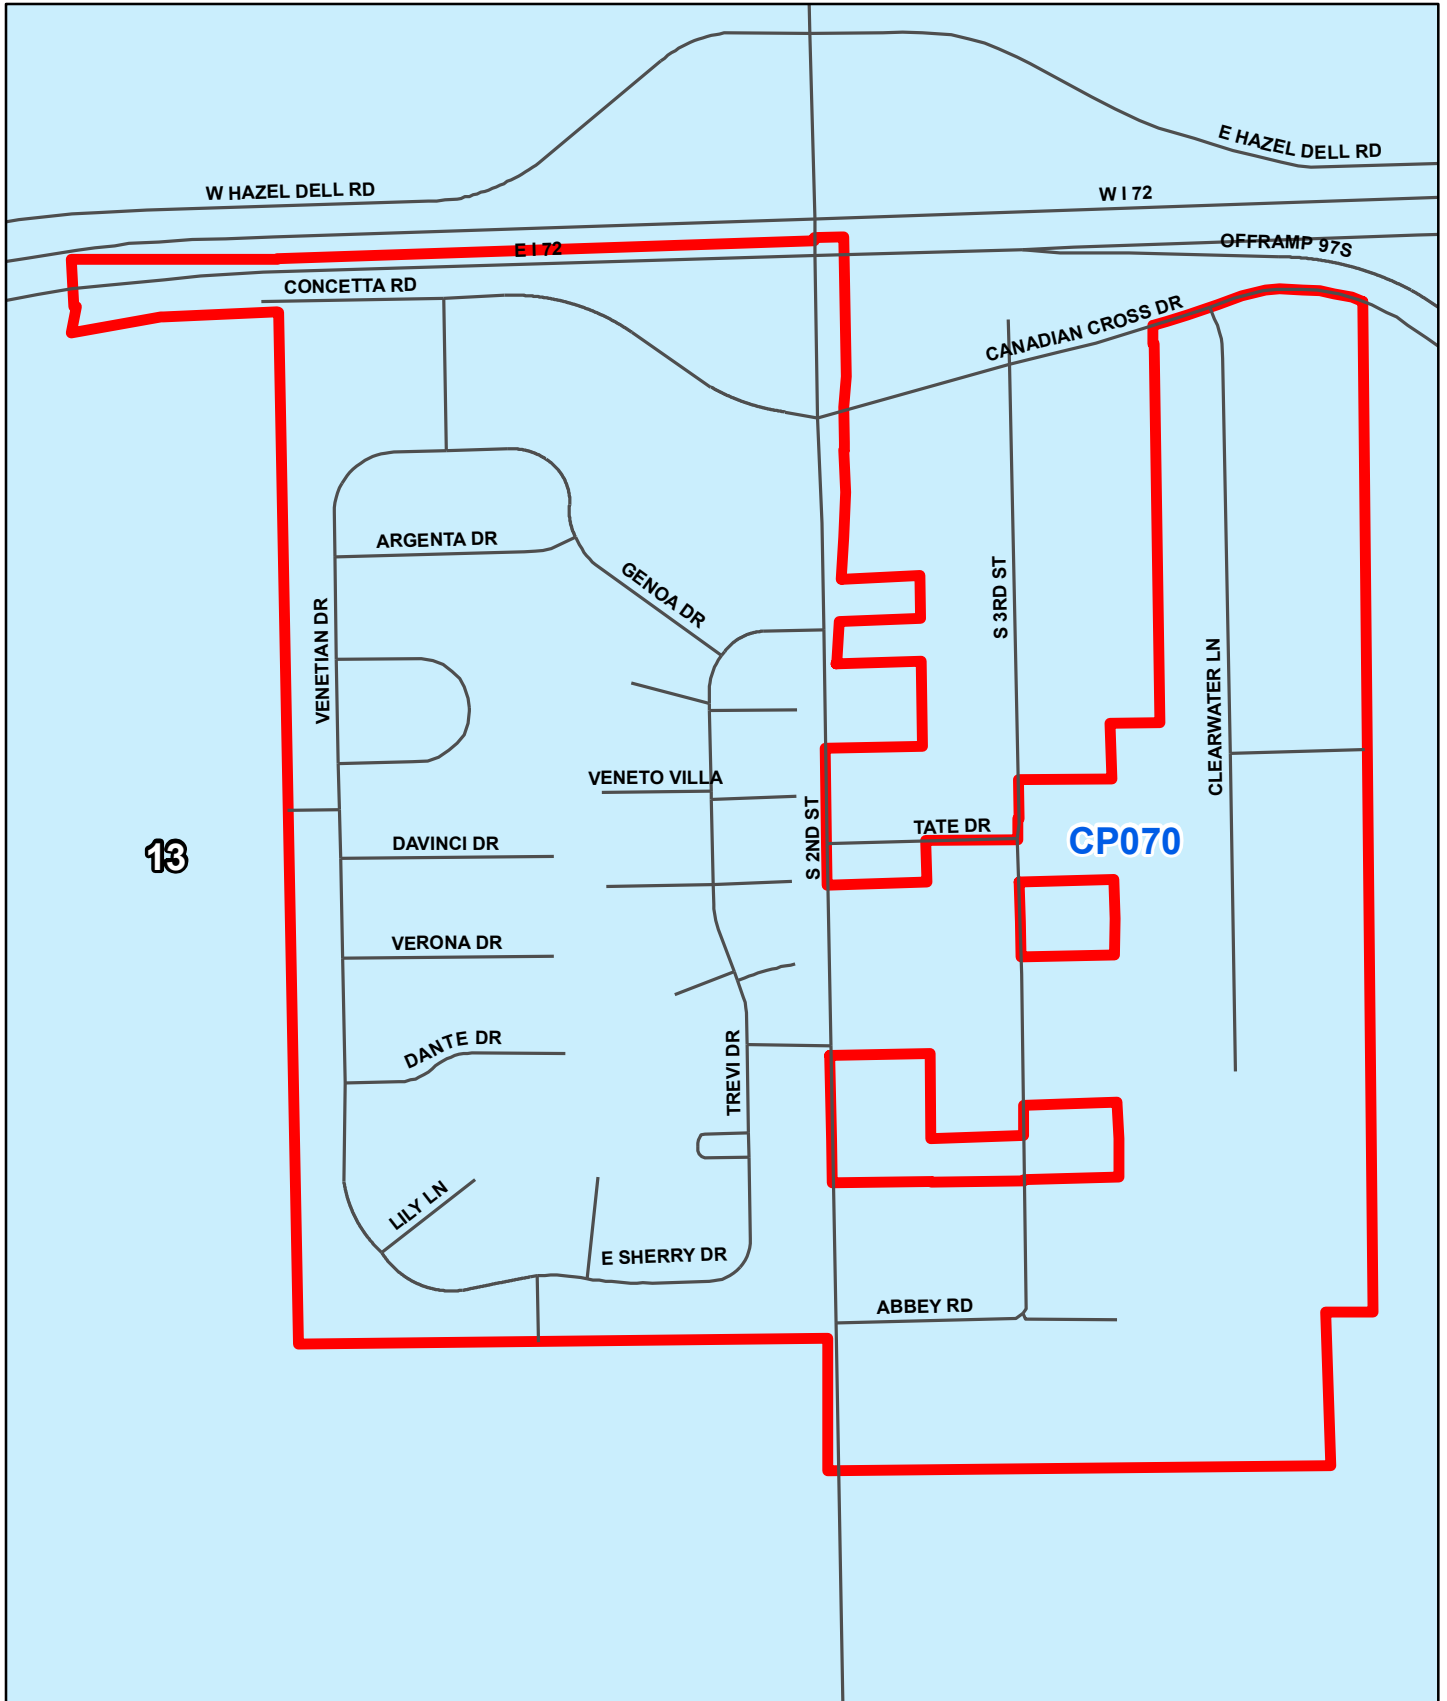 E HAZEL DELL RD
W HAZEL DELL RD
W I 72
E I 72
OFFRAMP 97S
CONCETTA RD
CANADIAN CROSS DR
ARGENTA DR
GENOA DR
S 3RD ST
VENETIAN DR
CLEARWATER LN
VENETO VILLA
S 2ND ST
TATE DR
CP070
DAVINCI DR
13
VERONA DR
DANTE DR
TREVI DR
LILY LN
E SHERRY DR
ABBEY RD